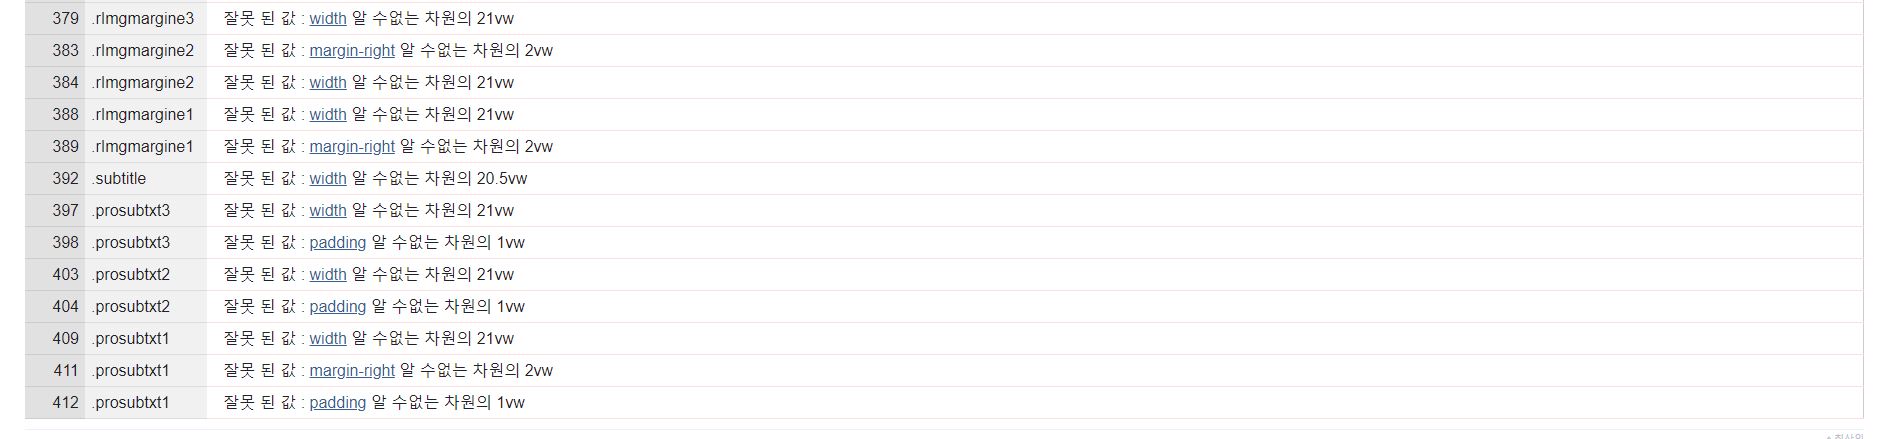 379 .rlmgmargine3 잘못 된 값 : width 알 수없는 차원의 21vw
383 .rlmgmargine2 잘못 된 값 : margin-right 알 수없는 차원의 2vw
384 .rlmgmargine2 잘못 된 값 : width 알 수없는 차원의 21vw
388 .rlmgmargine1 잘못 된 값 : width 알 수없는 차원의 21vw
389 .rlmgmargine1 잘못 된 값 : margin-right 알 수없는 차원의 2vw
392 .subtitle 잘못 된 값 : width 알 수없는 차원의 20.5vw
397 .prosubtxt3 잘못 된 값 : width 알 수없는 차원의 21vw
398 .prosubtxt3 잘못 된 값 : padding 알 수없는 차원의 1vw
403 .prosubtxt2 잘못 된 값 : width 알 수없는 차원의 21vw
404 .prosubtxt2 잘못 된 값 : padding 알 수없는 차원의 1vw
409 .prosubtxt1 잘못 된 값 : width 알 수없는 차원의 21vw
411 .prosubtxt1 잘못 된 값 : margin-right 알 수없는 차원의 2vw
412 .prosubtxt1 잘못 된 값 : padding 알 수없는 차원의 1vw